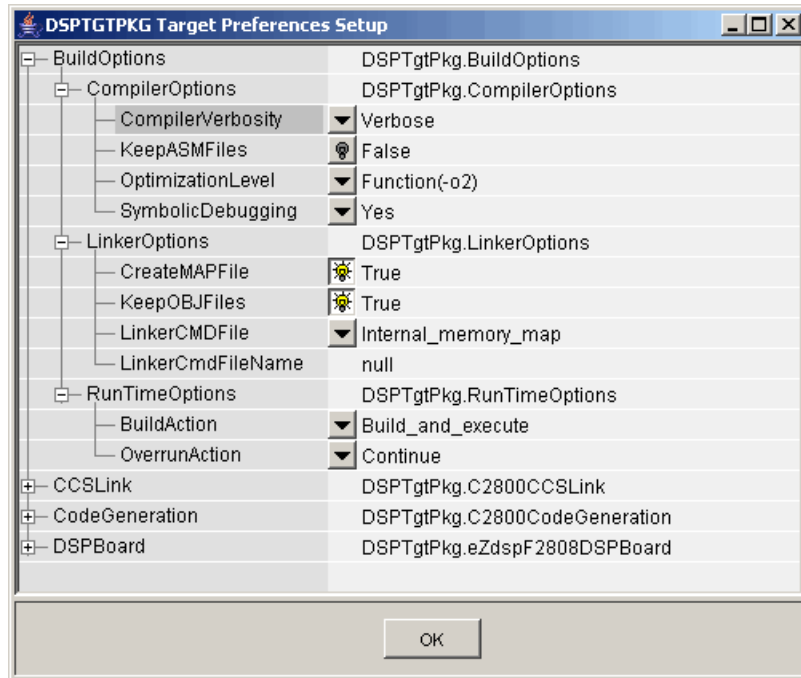 DSPTGTPKG Target Preferences Setup
BuildOptions DSPTgtPkg.BuildOptions
CompilerOptions DSPTgtPkg.CompilerOptions
CompilerVerbosity Verbose
KeepASMFiles False
OptimizationLevel Function(-o2)
SymbolicDebugging Yes
LinkerOptions DSPTgtPkg.LinkerOptions
CreateMAPFile True
KeepOBJFiles True
LinkerCMDFile Internal_memory_map
LinkerCmdFileName null
RunTimeOptions DSPTgtPkg.RunTimeOptions
BuildAction Build_and_execute
OverrunAction Continue
CCSLink DSPTgtPkg.C2800CCSLink
CodeGeneration DSPTgtPkg.C2800CodeGeneration
DSPBoard DSPTgtPkg.eZdspF2808DSPBoard
OK